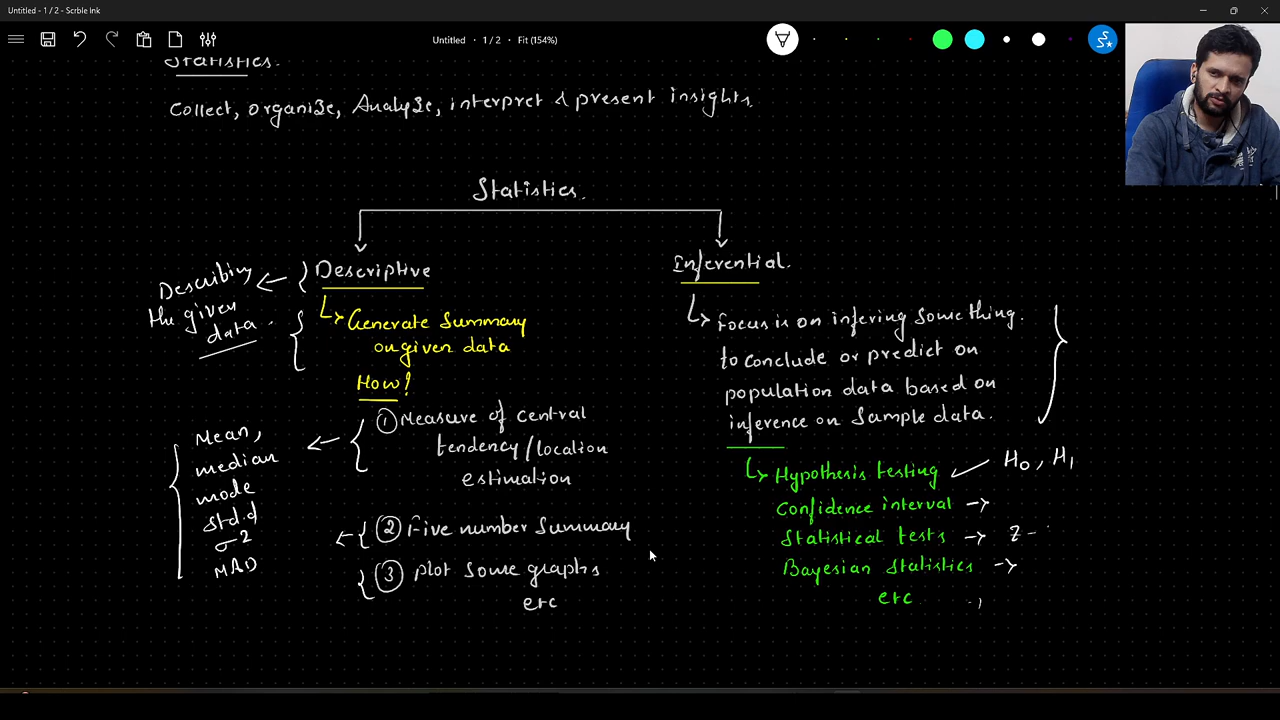 Untitled - 1 / 2 - Scrble Ink
Untitled • 1 / 2 • Fit (154%)
Statistics.
Collect, organize, Analyze, interpret & present insights.
Statistics.
Descriptive
Describing
the given
data.
Generate summary
on given data
How?
① Measure of central
tendency/location
estimation
Mean,
median
mode
std.d
σ²
MAD
② Five number summary
③ plot some graphs
etc
Inferential.
Focus is on infering something.
to conclude or predict on
population data based on
inference on sample data.
Hypothesis testing
H₀, H₁
Confidence interval →
Statistical tests → Z -
Bayesian statistics →
etc